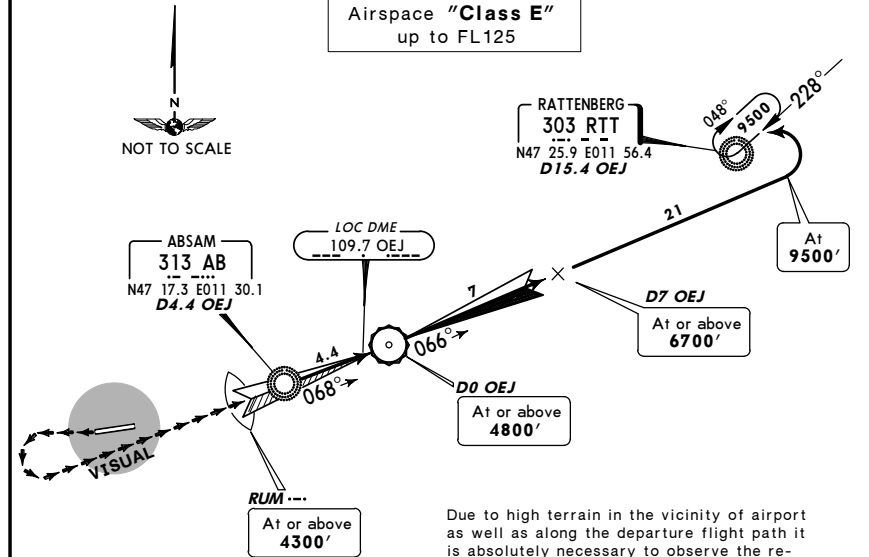 Airspace "Class E"
up to FL125
N
NOT TO SCALE
RATTENBERG
303 RTT
N47 25.9 E011 56.4
D15.4 OEJ
048°
9500
228°
21
At
9500'
LOC DME
109.7 OEJ
ABSAM
313 AB
N47 17.3 E011 30.1
D4.4 OEJ
7
D7 OEJ
At or above
6700'
4.4
066°
068°
D0 OEJ
At or above
4800'
VISUAL
RUM
At or above
4300'
Due to high terrain in the vicinity of airport
as well as along the departure flight path it
is absolutely necessary to observe the re-